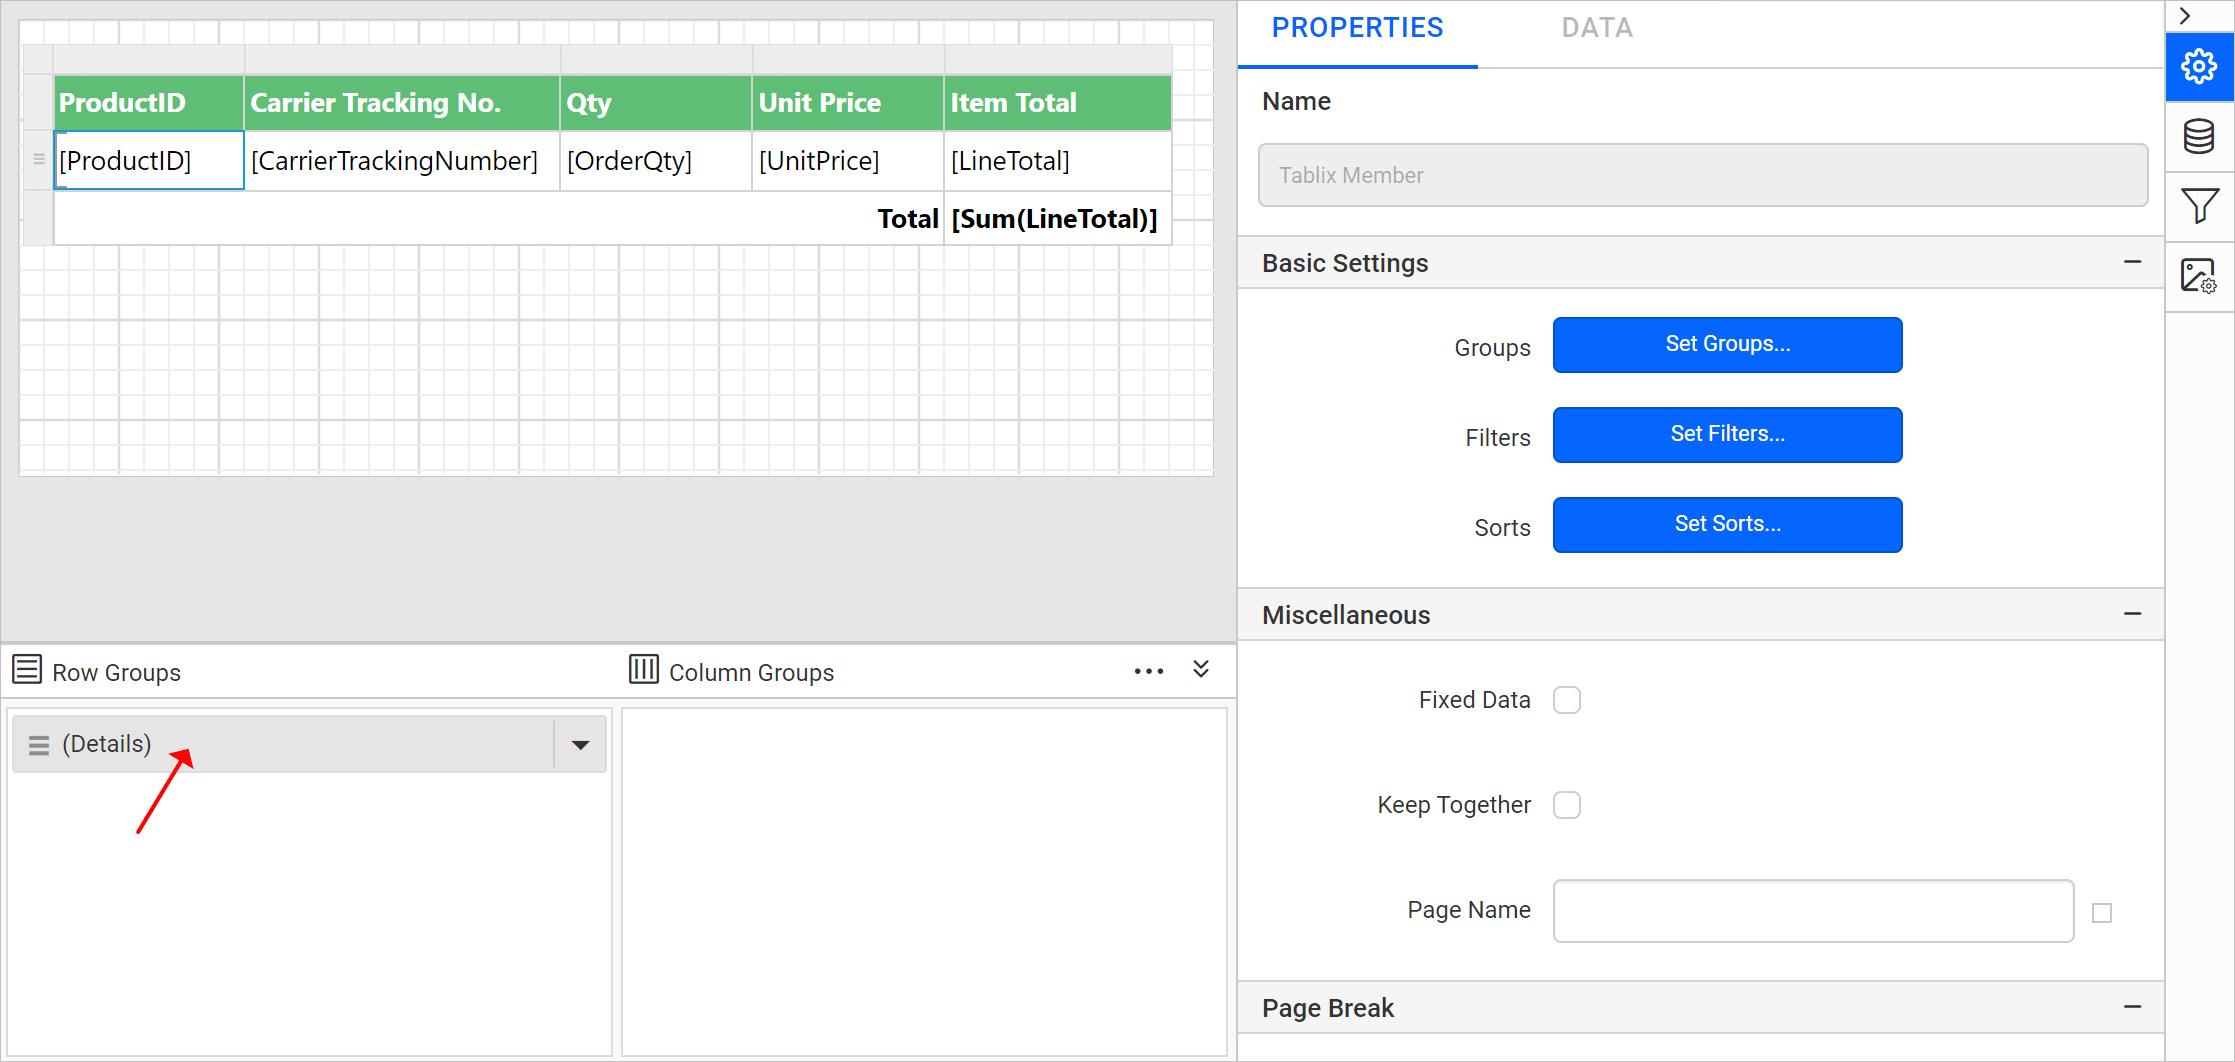 ProductID Carrier Tracking No. Qty Unit Price Item Total
[ProductID] [CarrierTrackingNumber] [OrderQty] [UnitPrice] [LineTotal]
Total [Sum(LineTotal)]
Row Groups
Column Groups
(Details)
PROPERTIES DATA
Name
Tablix Member
Basic Settings
Groups Set Groups...
Filters Set Filters...
Sorts Set Sorts...
Miscellaneous
Fixed Data
Keep Together
Page Name
Page Break